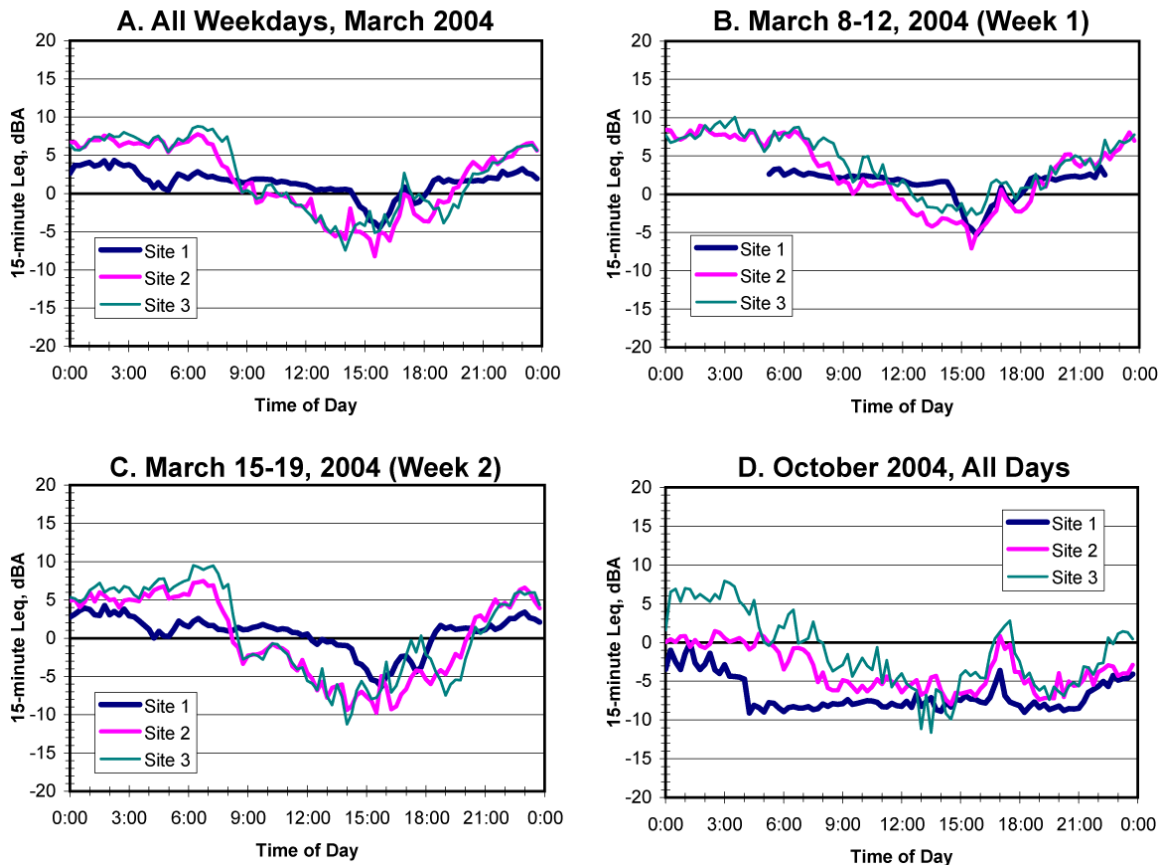 A. All Weekdays, March 2004
15-minute Leq, dBA
20
15
10
5
0
-5
-10
-15
-20
Site 1
Site 2
Site 3
0:00 3:00 6:00 9:00 12:00 15:00 18:00 21:00 0:00
Time of Day
B. March 8-12, 2004 (Week 1)
15-minute Leq, dBA
20
15
10
5
0
-5
-10
-15
-20
Site 1
Site 2
Site 3
0:00 3:00 6:00 9:00 12:00 15:00 18:00 21:00 0:00
Time of Day
C. March 15-19, 2004 (Week 2)
15-minute Leq, dBA
20
15
10
5
0
-5
-10
-15
-20
Site 1
Site 2
Site 3
0:00 3:00 6:00 9:00 12:00 15:00 18:00 21:00 0:00
Time of Day
D. October 2004, All Days
15-minute Leq, dBA
20
15
10
5
0
-5
-10
-15
-20
Site 1
Site 2
Site 3
0:00 3:00 6:00 9:00 12:00 15:00 18:00 21:00 0:00
Time of Day